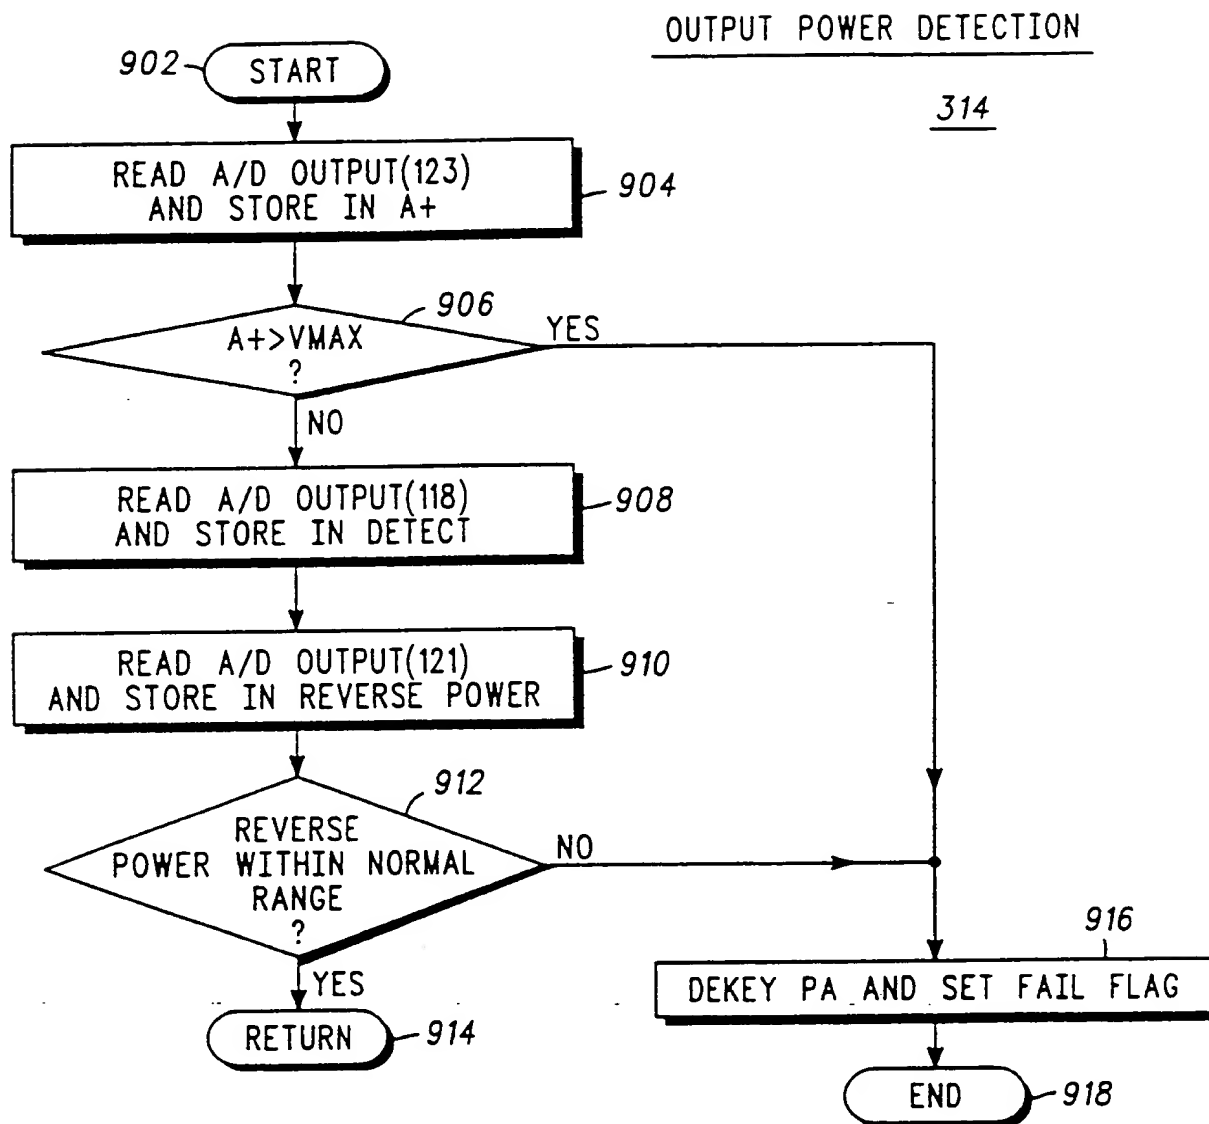 OUTPUT POWER DETECTION
314
902
START
READ A/D OUTPUT(123)
AND STORE IN A+
904
906
A+>VMAX
?
YES
NO
READ A/D OUTPUT(118)
AND STORE IN DETECT
908
READ A/D OUTPUT(121)
AND STORE IN REVERSE POWER
910
912
REVERSE
POWER WITHIN NORMAL
RANGE
?
NO
YES
RETURN
914
916
DEKEY PA AND SET FAIL FLAG
END
918